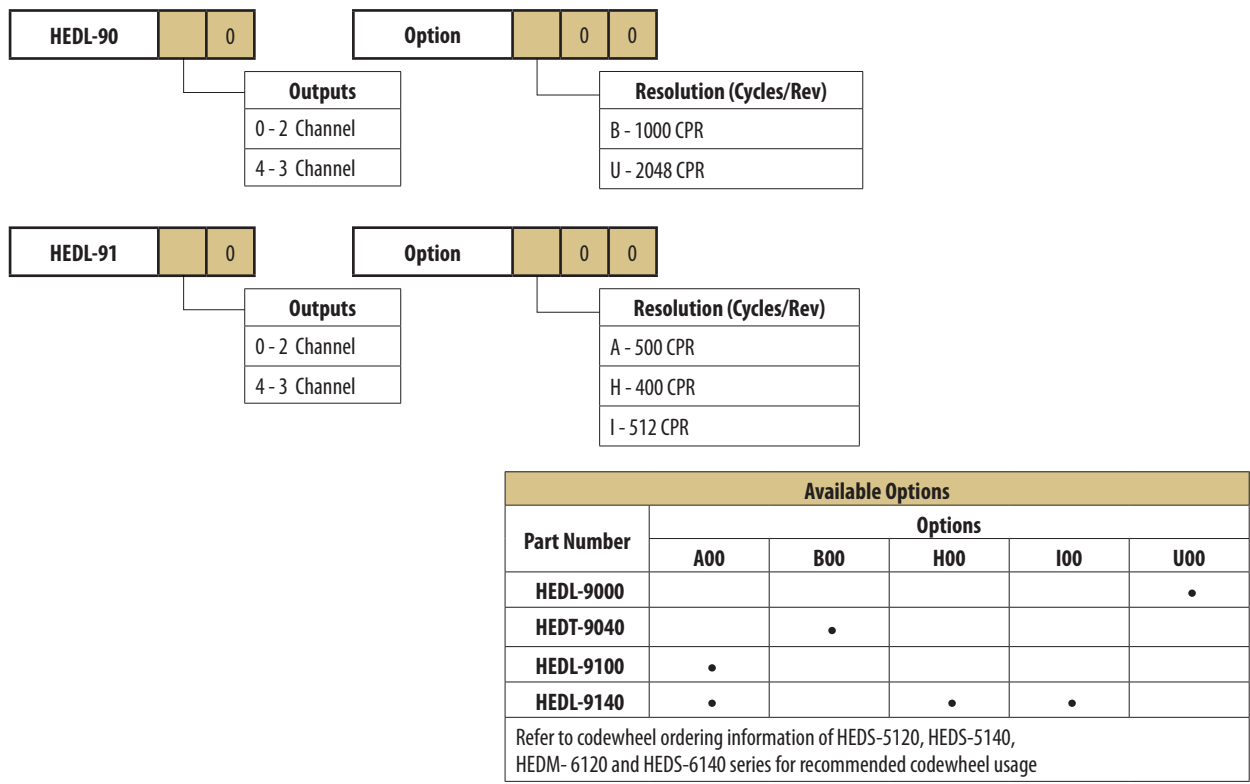 HEDL-90 0 Option 0 0
Outputs
0 - 2 Channel
4 - 3 Channel
Resolution (Cycles/Rev)
B - 1000 CPR
U - 2048 CPR
HEDL-91 0 Option 0 0
Outputs
0 - 2 Channel
4 - 3 Channel
Resolution (Cycles/Rev)
A - 500 CPR
H - 400 CPR
I - 512 CPR
Available Options
Part Number Options
A00 B00 H00 I00 U00
HEDL-9000 •
HEDT-9040 •
HEDL-9100 •
HEDL-9140 • • •
Refer to codewheel ordering information of HEDS-5120, HEDS-5140,
HEDM- 6120 and HEDS-6140 series for recommended codewheel usage